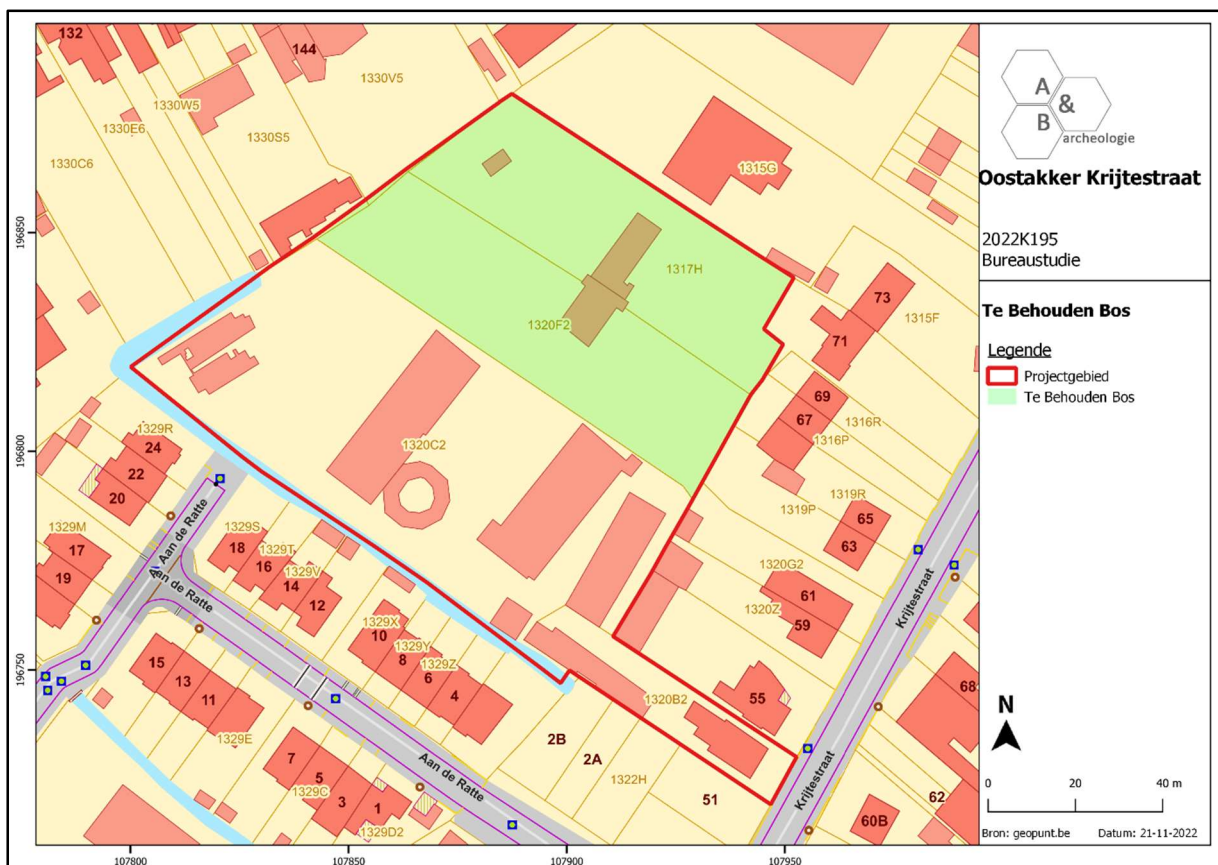 132
144
1330V5
1330W5
1330E6
1330S5
1330C6
1315G
196850
1317H
1320F2
73
1315F
71
69
67
1316R
1316P
196800
1329R
24
22
20
1320C2
1319R
1319P
65
63
1329M
17
19
Aan de Ratte
Aan de Ratte
1329S
18
1329T
16
1329V
14
12
1320G2
61
1320Z
59
Krijtestraat
1329X
10
1329Y
8
1329Z
6
4
196750
15
13
11
1329E
1320B2
55
68
2B
2A
1322H
51
Aan de Ratte
Krijtestraat
7
5
1329C
3
1
1329D2
62
60B
107800
107850
107900
107950
A
&
B
archeologie
Oostakker Krijtestraat
2022K195
Bureaustudie
Te Behouden Bos
Legende
Projectgebied
Te Behouden Bos
N
0 20 40 m
Bron: geopunt.be Datum: 21-11-2022